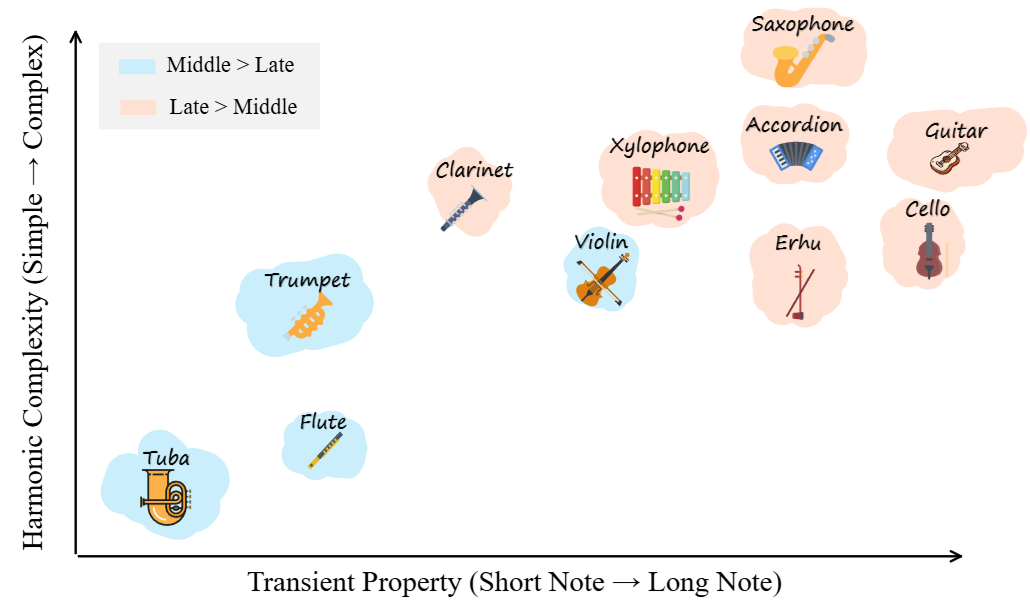 Harmonic Complexity (Simple → Complex)
Middle > Late
Late > Middle
Saxophone
Accordion
Guitar
Xylophone
Clarinet
Cello
Violin
Erhu
Trumpet
Flute
Tuba
Transient Property (Short Note → Long Note)